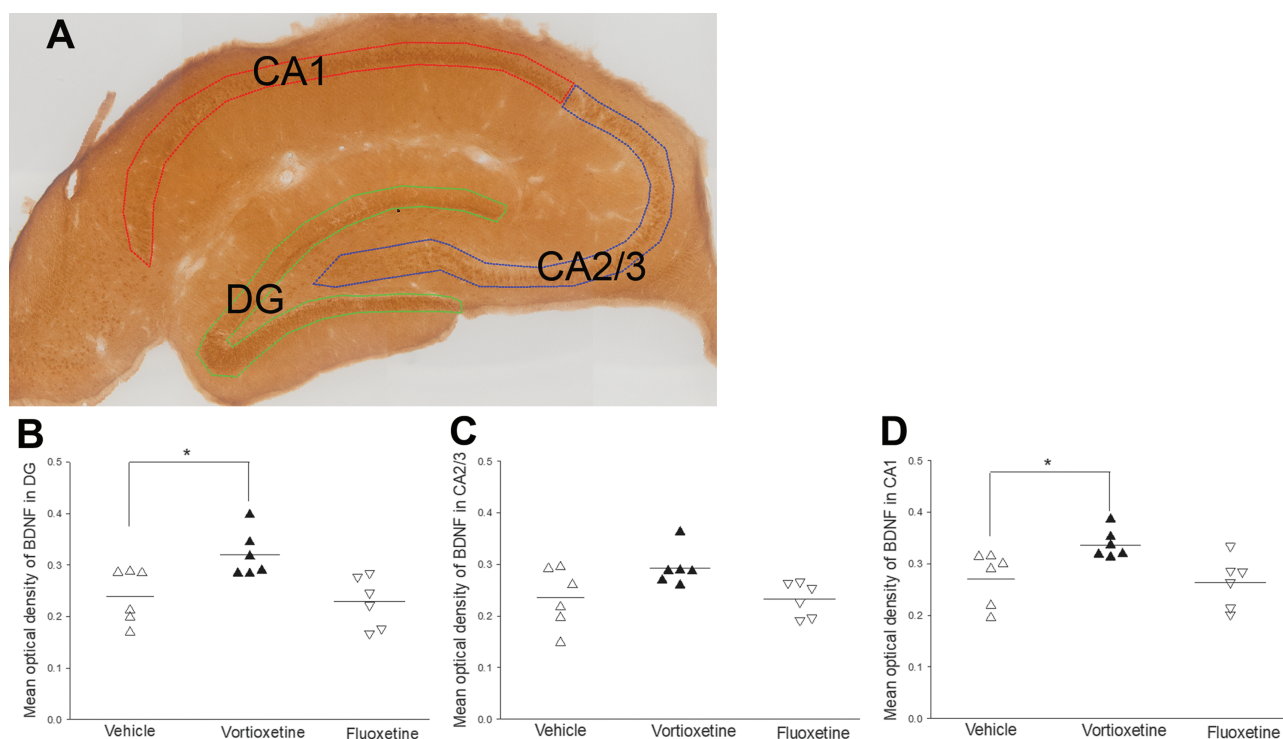 A
CA1
CA2/3
DG
B
Mean optical density of BDNF in DG
0.5
0.4
0.3
0.2
0.1
0.0
*
Vehicle
Vortioxetine
Fluoxetine
C
Mean optical density of BDNF in CA2/3
0.5
0.4
0.3
0.2
0.1
0.0
Vehicle
Vortioxetine
Fluoxetine
D
Mean optical density of BDNF in CA1
0.5
0.4
0.3
0.2
0.1
0.0
*
Vehicle
Vortioxetine
Fluoxetine